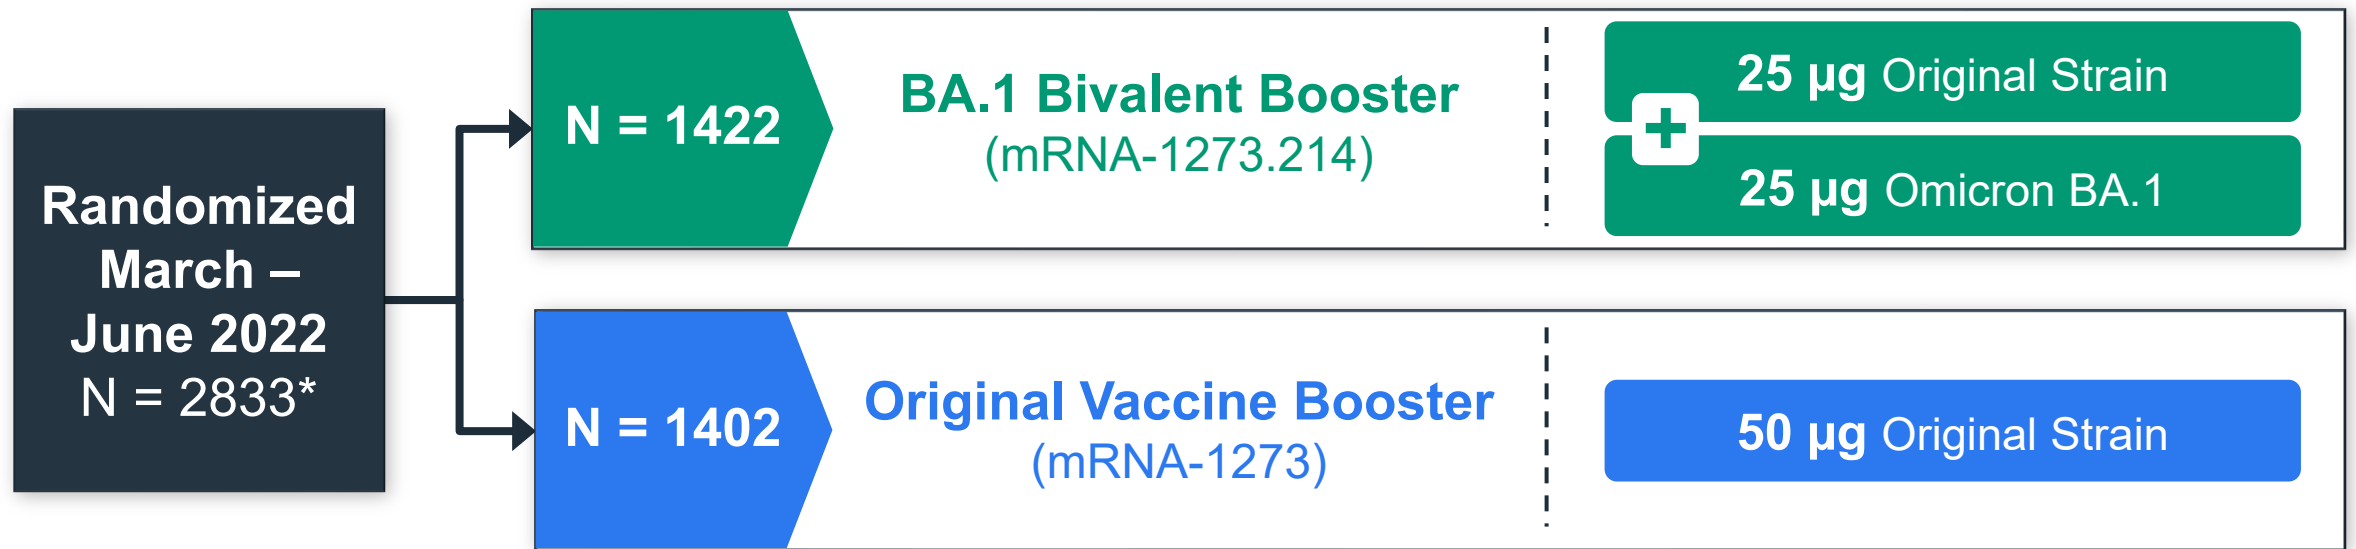 Randomized
March –
June 2022
N = 2833*
N = 1422
BA.1 Bivalent Booster
(mRNA-1273.214)
25 µg Original Strain
+
25 µg Omicron BA.1
N = 1402
Original Vaccine Booster
(mRNA-1273)
50 µg Original Strain